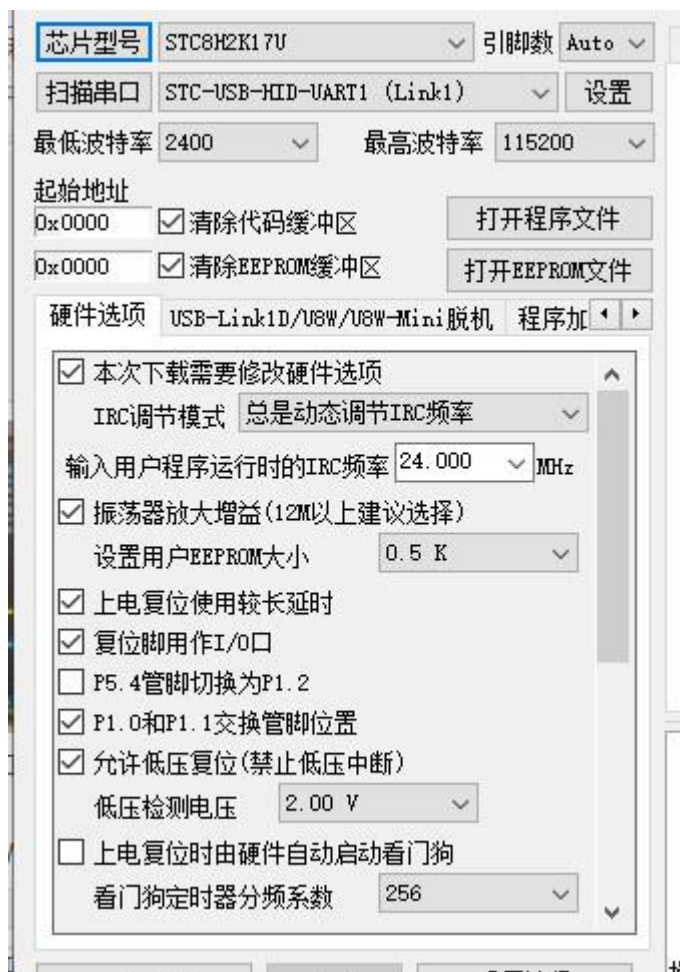 芯片型号 STC8H2K17U 引脚数 Auto
扫描串口 STC-USB-HID-UART1 (Link1) 设置
最低波特率 2400 最高波特率 115200
起始地址
0x0000 清除代码缓冲区 打开程序文件
0x0000 清除EEPROM缓冲区 打开EEPROM文件
硬件选项 USB-Link1D/U8W/U8W-Mini脱机 程序加
本次下载需要修改硬件选项
IRC调节模式 总是动态调节IRC频率
输入用户程序运行时的IRC频率 24.000 MHz
振荡器放大增益(12M以上建议选择)
设置用户EEPROM大小 0.5 K
上电复位使用较长延时
复位脚用作I/O口
P5.4管脚切换为P1.2
P1.0和P1.1交换管脚位置
允许低压复位(禁止低压中断)
低压检测电压 2.00 V
上电复位时由硬件自动启动看门狗
看门狗定时器分频系数 256